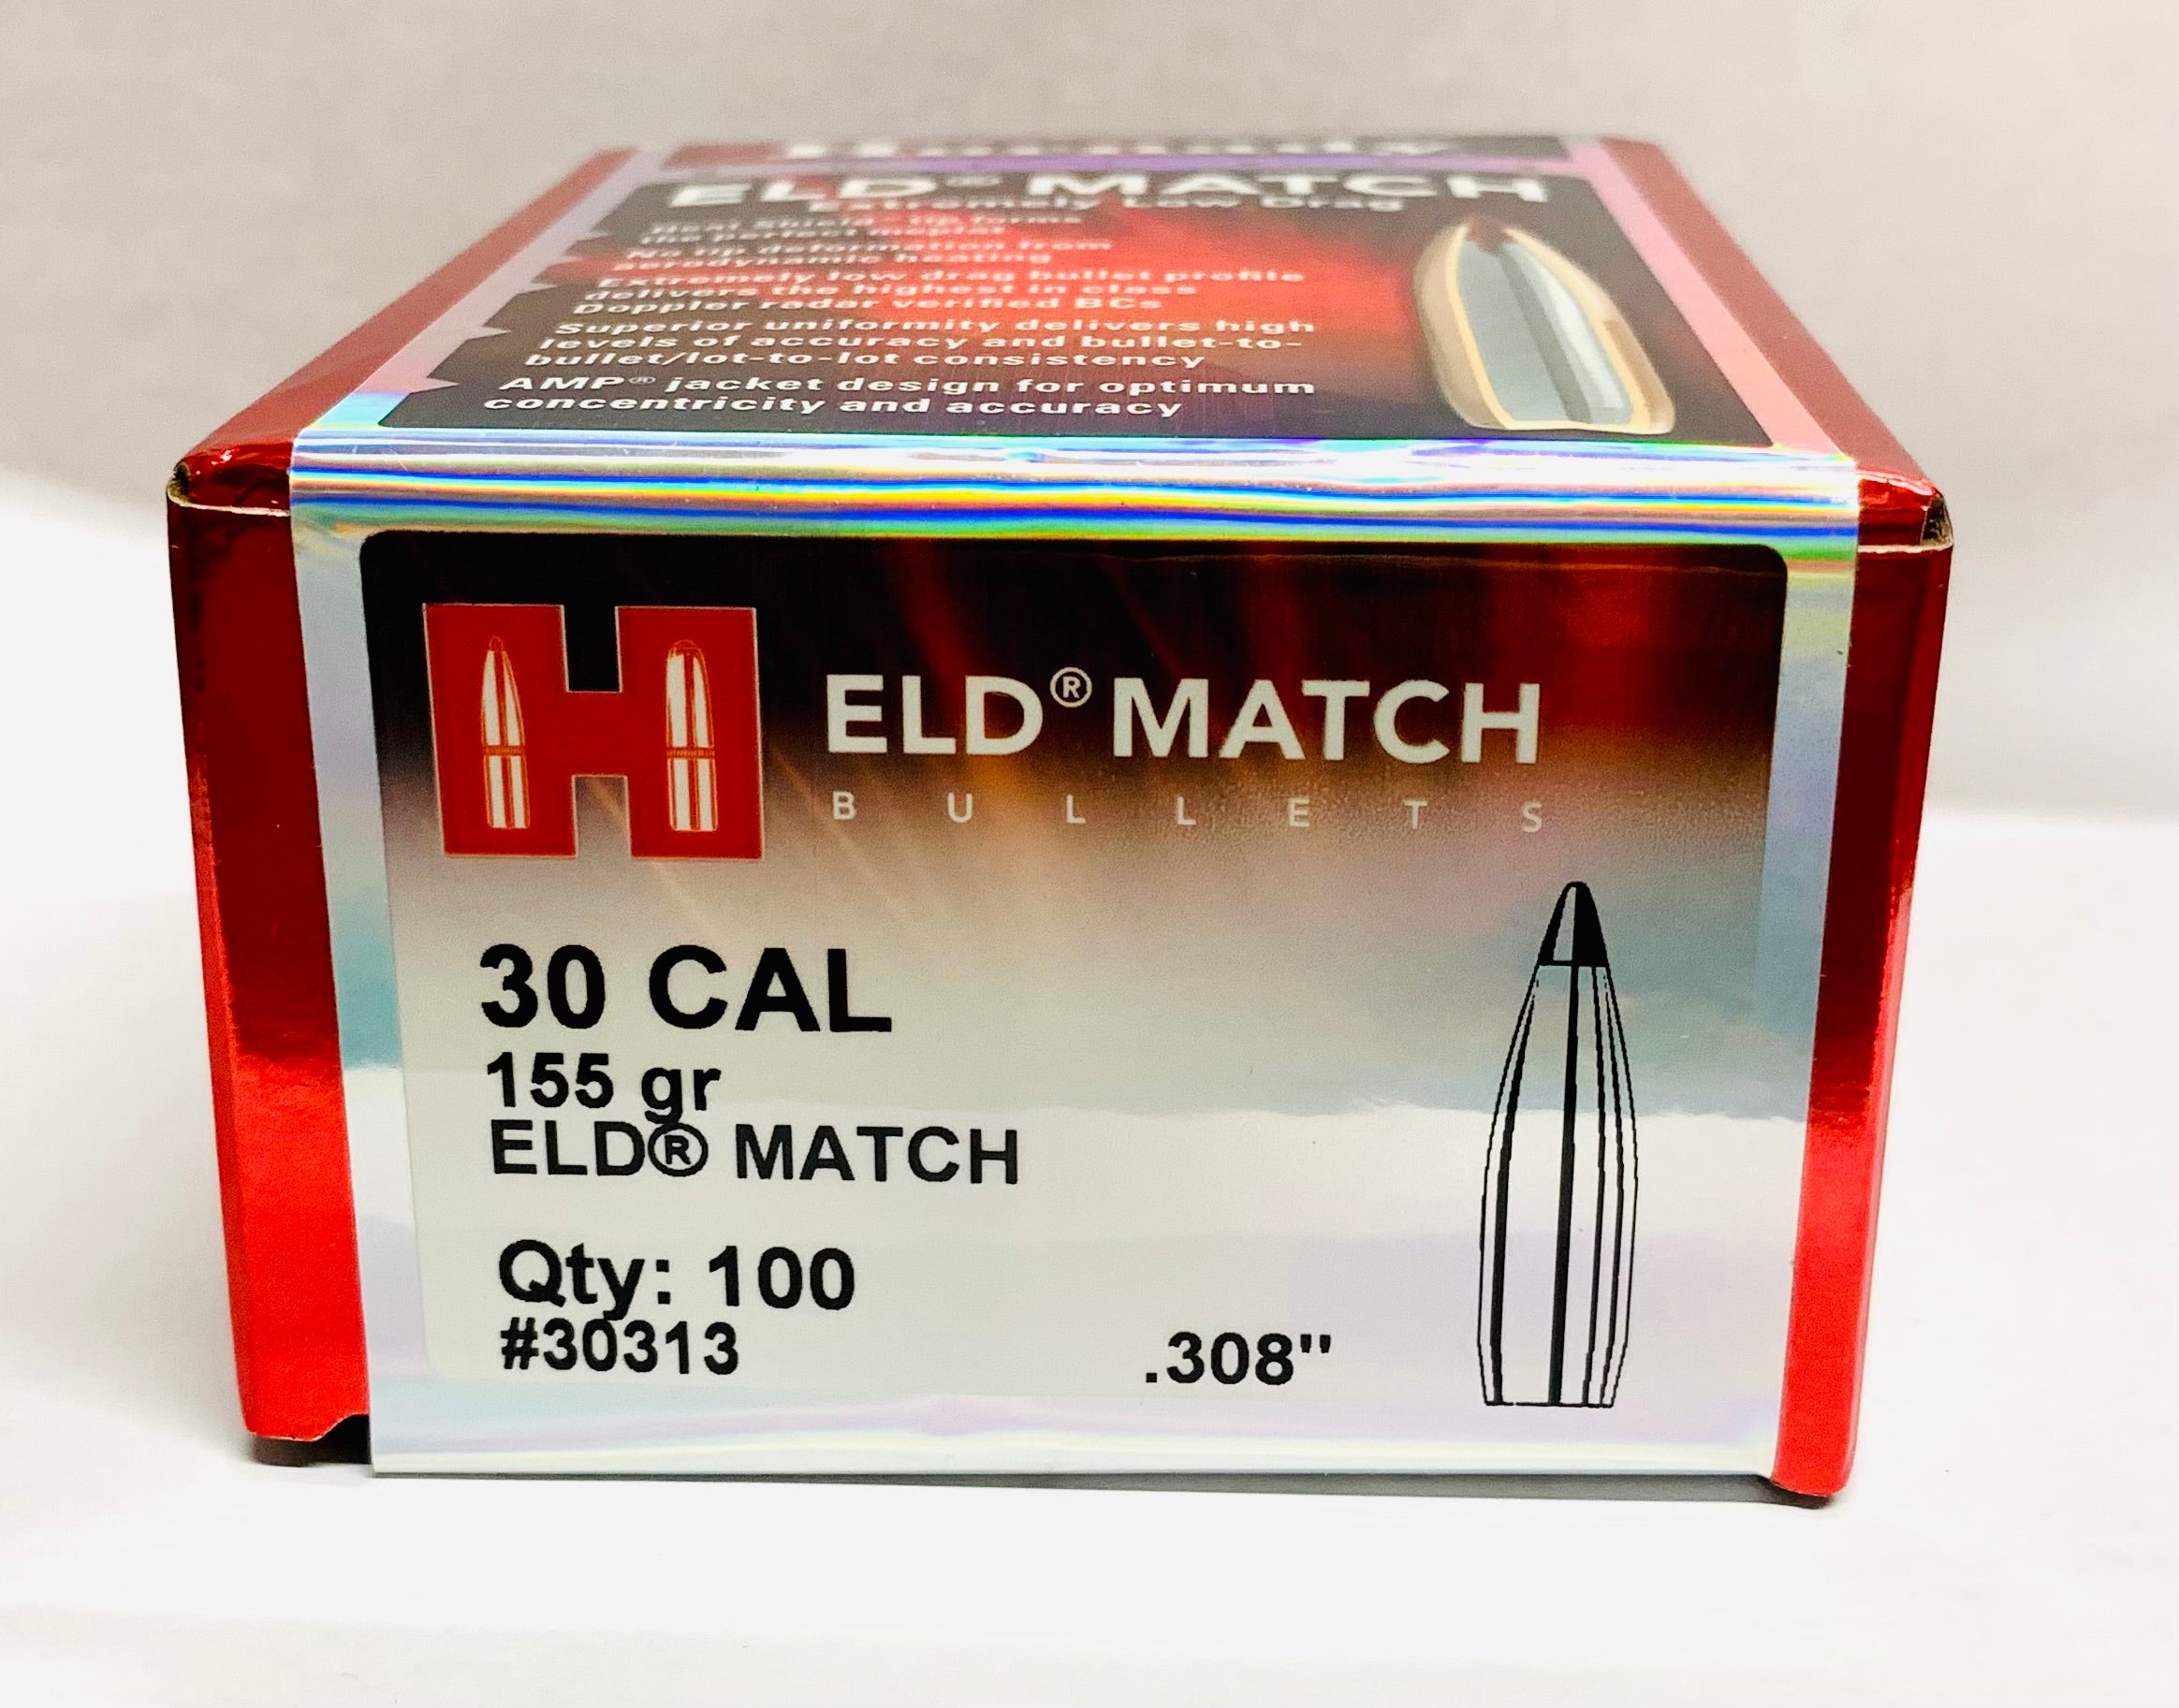 Hornady
ELD® MATCH
Extremely Low Drag
Heat Shield® tip forms
the perfect meplat
No tip deformation from
aerodynamic heating
Extremely low drag bullet profile
delivers the highest in class
Doppler radar verified BCs
Superior uniformity delivers high
levels of accuracy and bullet-to-
bullet/lot-to-lot consistency
AMP® jacket design for optimum
concentricity and accuracy
H
ELD® MATCH
BULLETS
30 CAL
155 gr
ELD® MATCH
Qty: 100
#30313
.308"